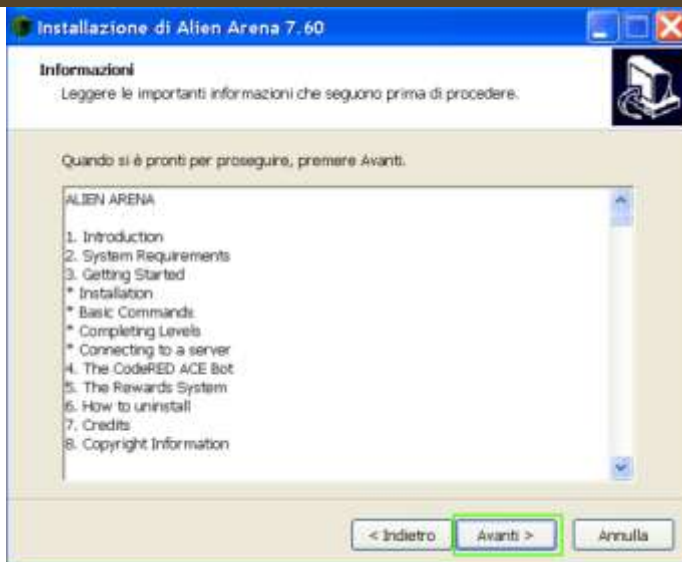 Installazione di Alien Arena 7.60
Informazioni
Leggere le importanti informazioni che seguono prima di procedere.
Quando si è pronti per proseguire, premere Avanti.
ALIEN ARENA
1. Introduction
2. System Requirements
3. Getting Started
* Installation
* Basic Commands
* Completing Levels
* Connecting to a server
4. The CodeRED ACE Bot
5. The Rewards System
6. How to uninstall
7. Credits
8. Copyright Information
< Indietro
Avanti >
Annulla